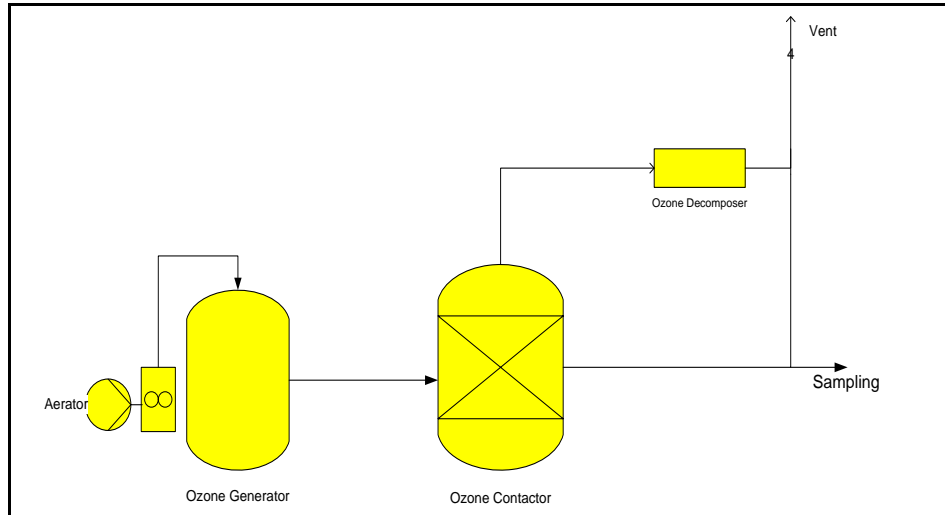 Vent
4
Ozone Decomposer
Sampling
Aerator
Ozone Generator
Ozone Contactor